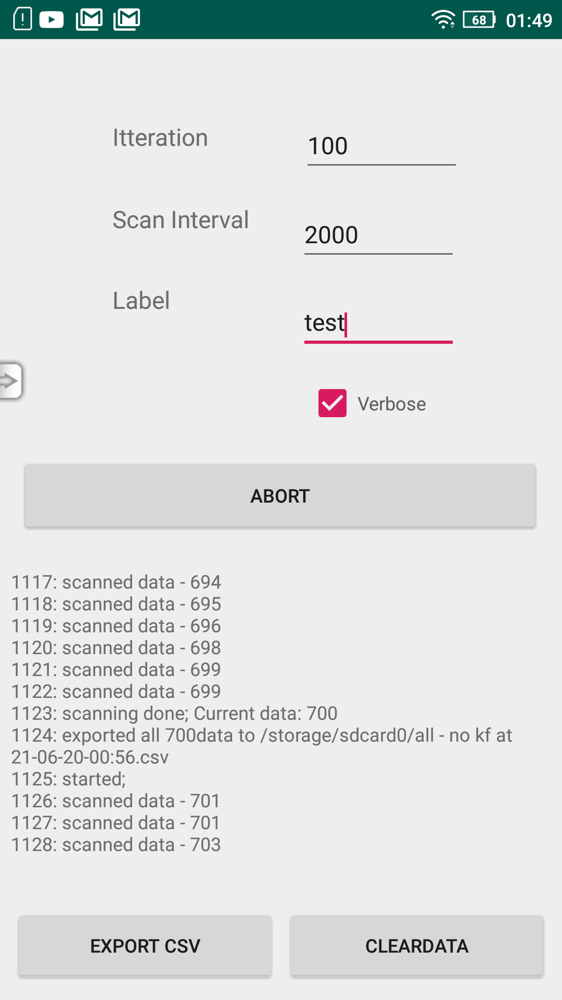 68 01:49
Itteration
100
Scan Interval
2000
Label
test
Verbose
ABORT
1117: scanned data - 694
1118: scanned data - 695
1119: scanned data - 696
1120: scanned data - 698
1121: scanned data - 699
1122: scanned data - 699
1123: scanning done; Current data: 700
1124: exported all 700data to /storage/sdcard0/all - no kf at
21-06-20-00:56.csv
1125: started;
1126: scanned data - 701
1127: scanned data - 701
1128: scanned data - 703
EXPORT CSV
CLEARDATA